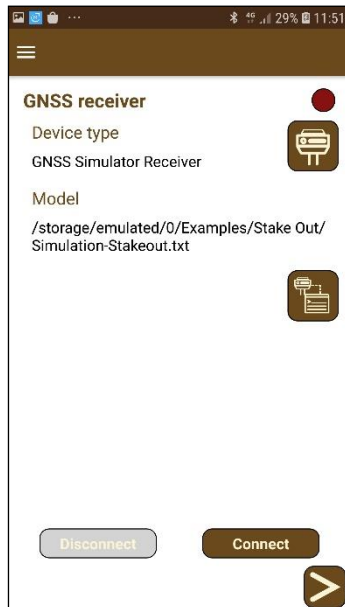 4G 29% 11:51
GNSS receiver
Device type
GNSS Simulator Receiver
Model
/storage/emulated/0/Examples/Stake Out/
Simulation-Stakeout.txt
Disconnect
Connect